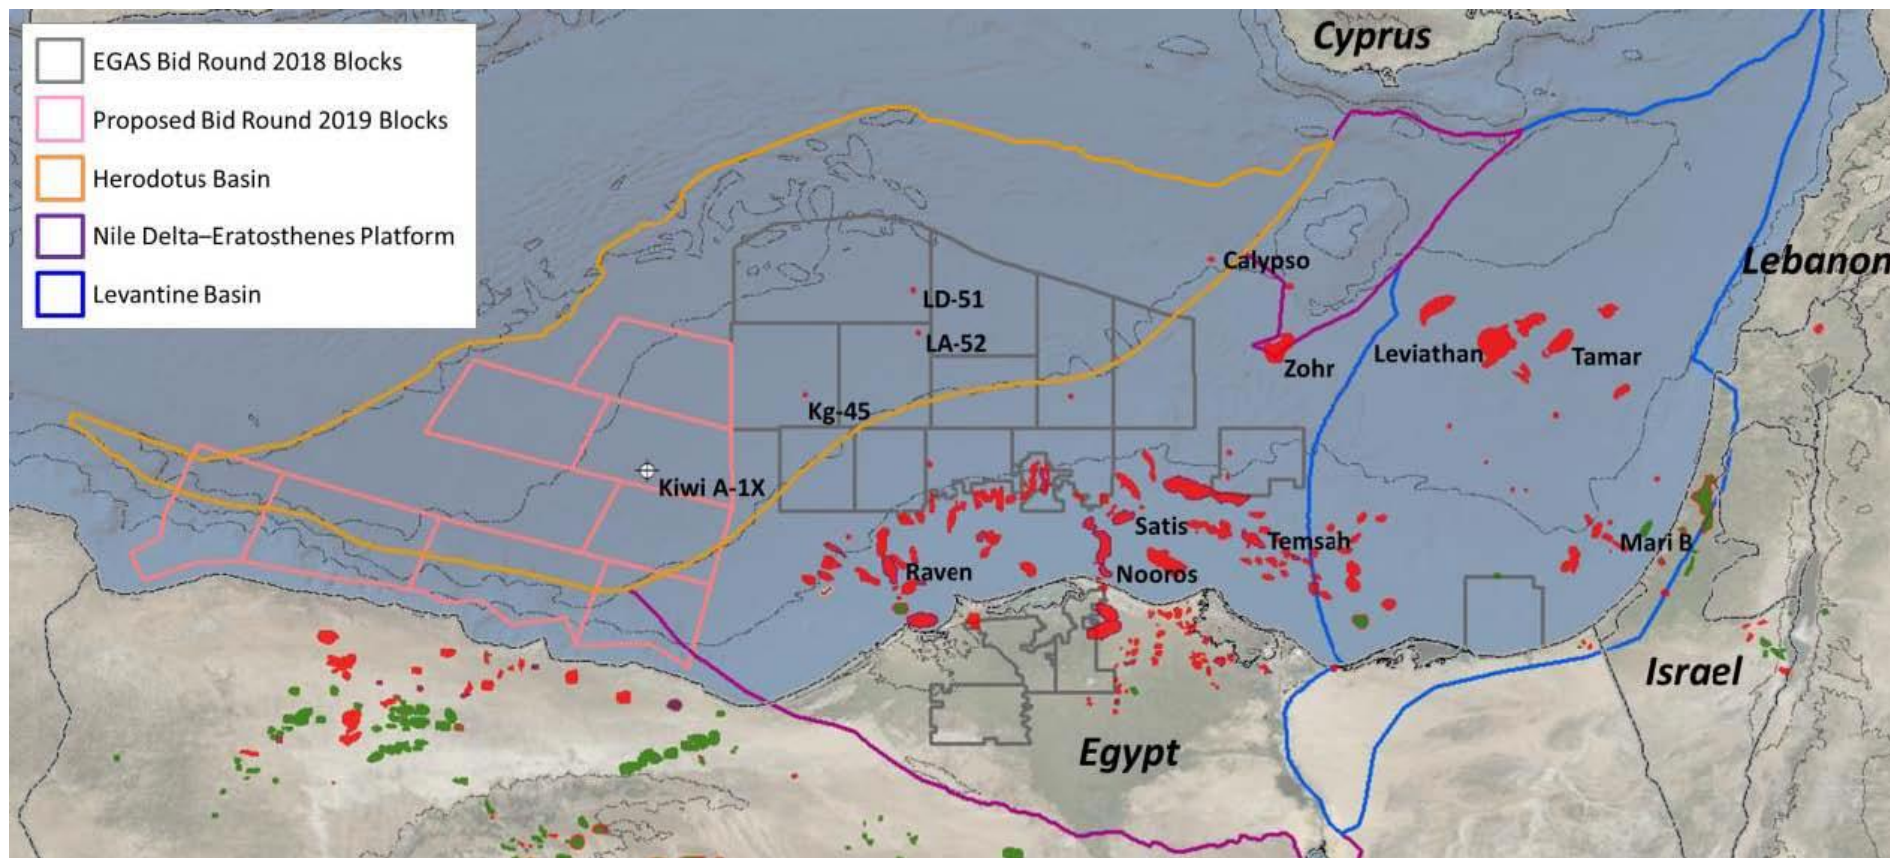 Cyprus
EGAS Bid Round 2018 Blocks
Proposed Bid Round 2019 Blocks
Herodotus Basin
Nile Delta–Eratosthenes Platform
Levantine Basin
Calypso
Lebanon
LD-51
LA-52
Zohr
Leviathan
Tamar
Kg-45
Kiwi A-1X
Satis
Temsah
Mari B
Raven
Nooros
Israel
Egypt